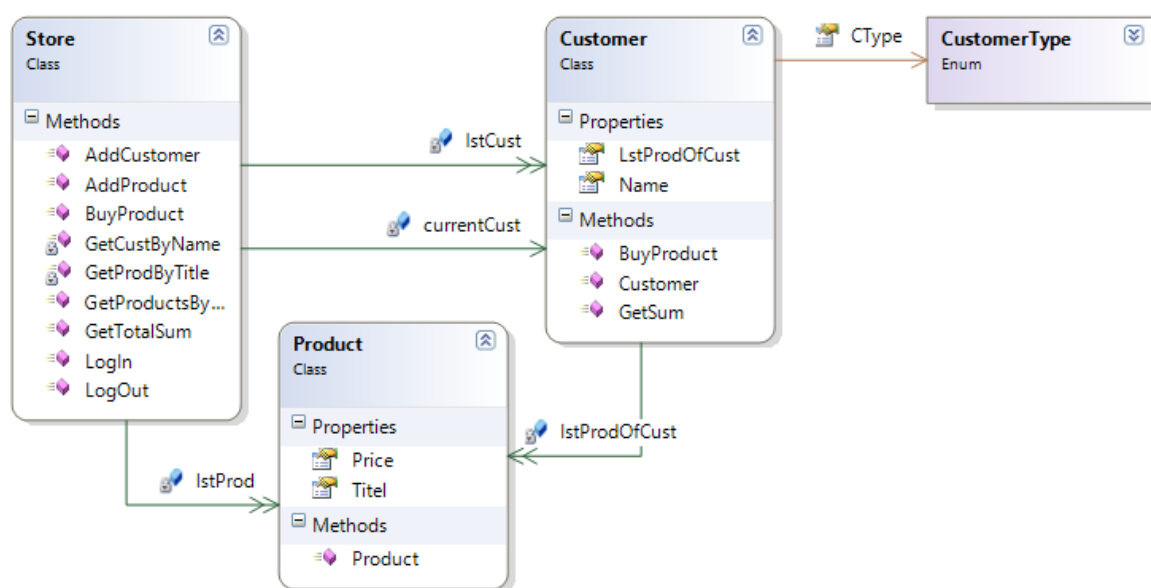 Store
Class
Methods
AddCustomer
AddProduct
BuyProduct
GetCustByName
GetProdByTitle
GetProductsBy...
GetTotalSum
LogIn
LogOut
lstCust
currentCust
Customer
Class
Properties
LstProdOfCust
Name
Methods
BuyProduct
Customer
GetSum
CType
CustomerType
Enum
Product
Class
Properties
Price
Titel
Methods
Product
lstProdOfCust
lstProd